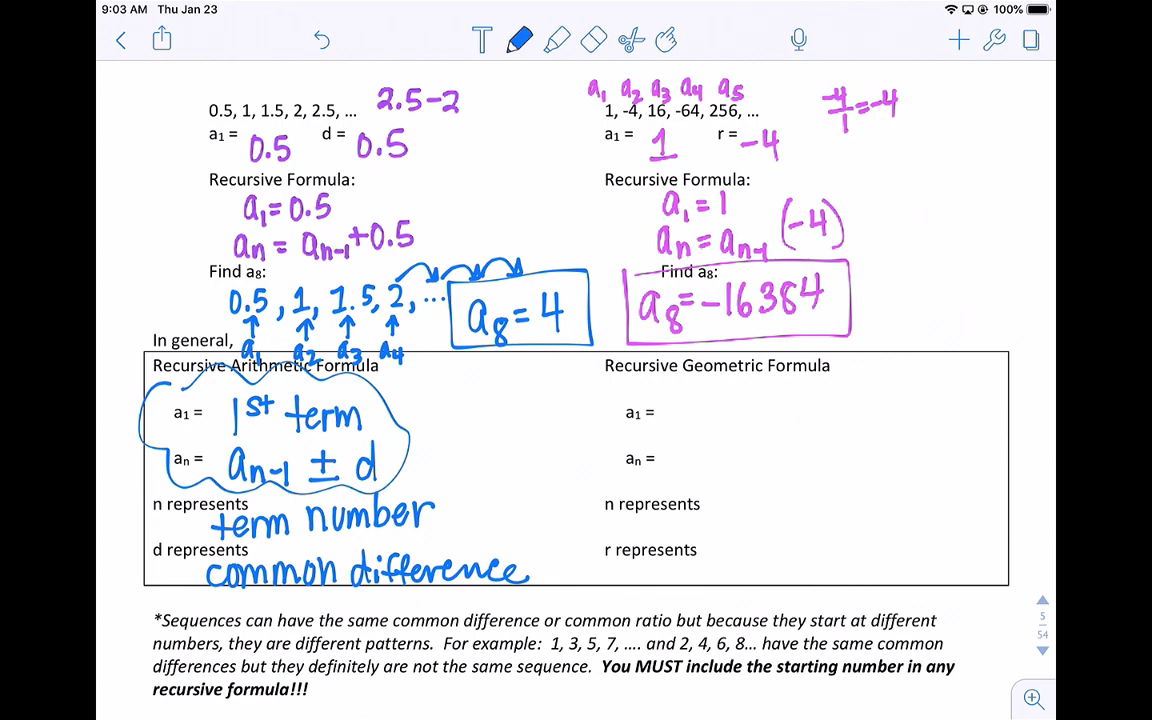 9:03 AM Thu Jan 23
100%
T
0.5, 1, 1.5, 2, 2.5, ... 2.5-2
a1 = 0.5 d = 0.5
Recursive Formula:
a1 = 0.5
an = an-1 + 0.5
Find a8:
0.5, 1, 1.5, 2, ... a8 = 4
a1 a2 a3 a4
a1 a2 a3 a4 a5
1, -4, 16, -64, 256, ... -4/1 = -4
a1 = 1 r = -4
Recursive Formula:
a1 = 1
an = an-1 (-4)
Find a8:
a8 = -16384
In general,
Recursive Arithmetic Formula
a1 = 1st term
an = an-1 ± d
n represents
term number
d represents
common difference
Recursive Geometric Formula
a1 =
an =
n represents
r represents
*Sequences can have the same common difference or common ratio but because they start at different
numbers, they are different patterns. For example: 1, 3, 5, 7, .... and 2, 4, 6, 8... have the same common
differences but they definitely are not the same sequence. You MUST include the starting number in any
recursive formula!!!
5
54